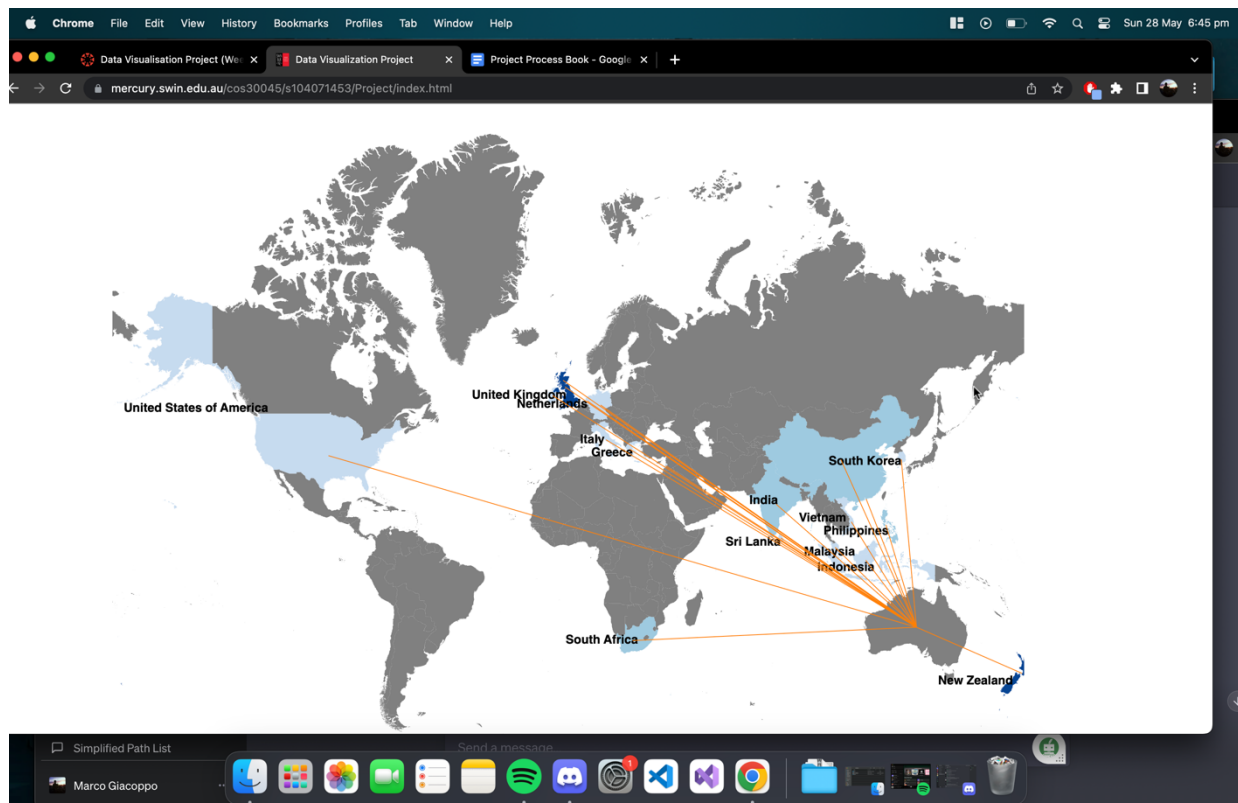 Chrome File Edit View History Bookmarks Profiles Tab Window Help Sun 28 May 6:45 pm
Data Visualisation Project (Wee Data Visualization Project Project Process Book - Google
mercury.swin.edu.au/cos30045/s104071453/Project/index.html
United States of America
United Kingdom
Netherlands
Italy
Greece
South Korea
India
Vietnam
Philippines
Sri Lanka
Malaysia
Indonesia
South Africa
New Zealand
Simplified Path List
Send a message
Marco Giacoppo
1